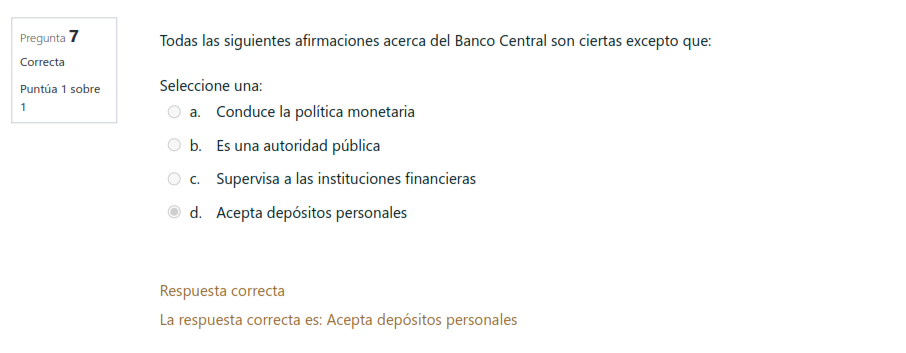 Pregunta 7
Correcta
Puntúa 1 sobre
1
Todas las siguientes afirmaciones acerca del Banco Central son ciertas excepto que:
Seleccione una:
a. Conduce la política monetaria
b. Es una autoridad pública
c. Supervisa a las instituciones financieras
d. Acepta depósitos personales
Respuesta correcta
La respuesta correcta es: Acepta depósitos personales